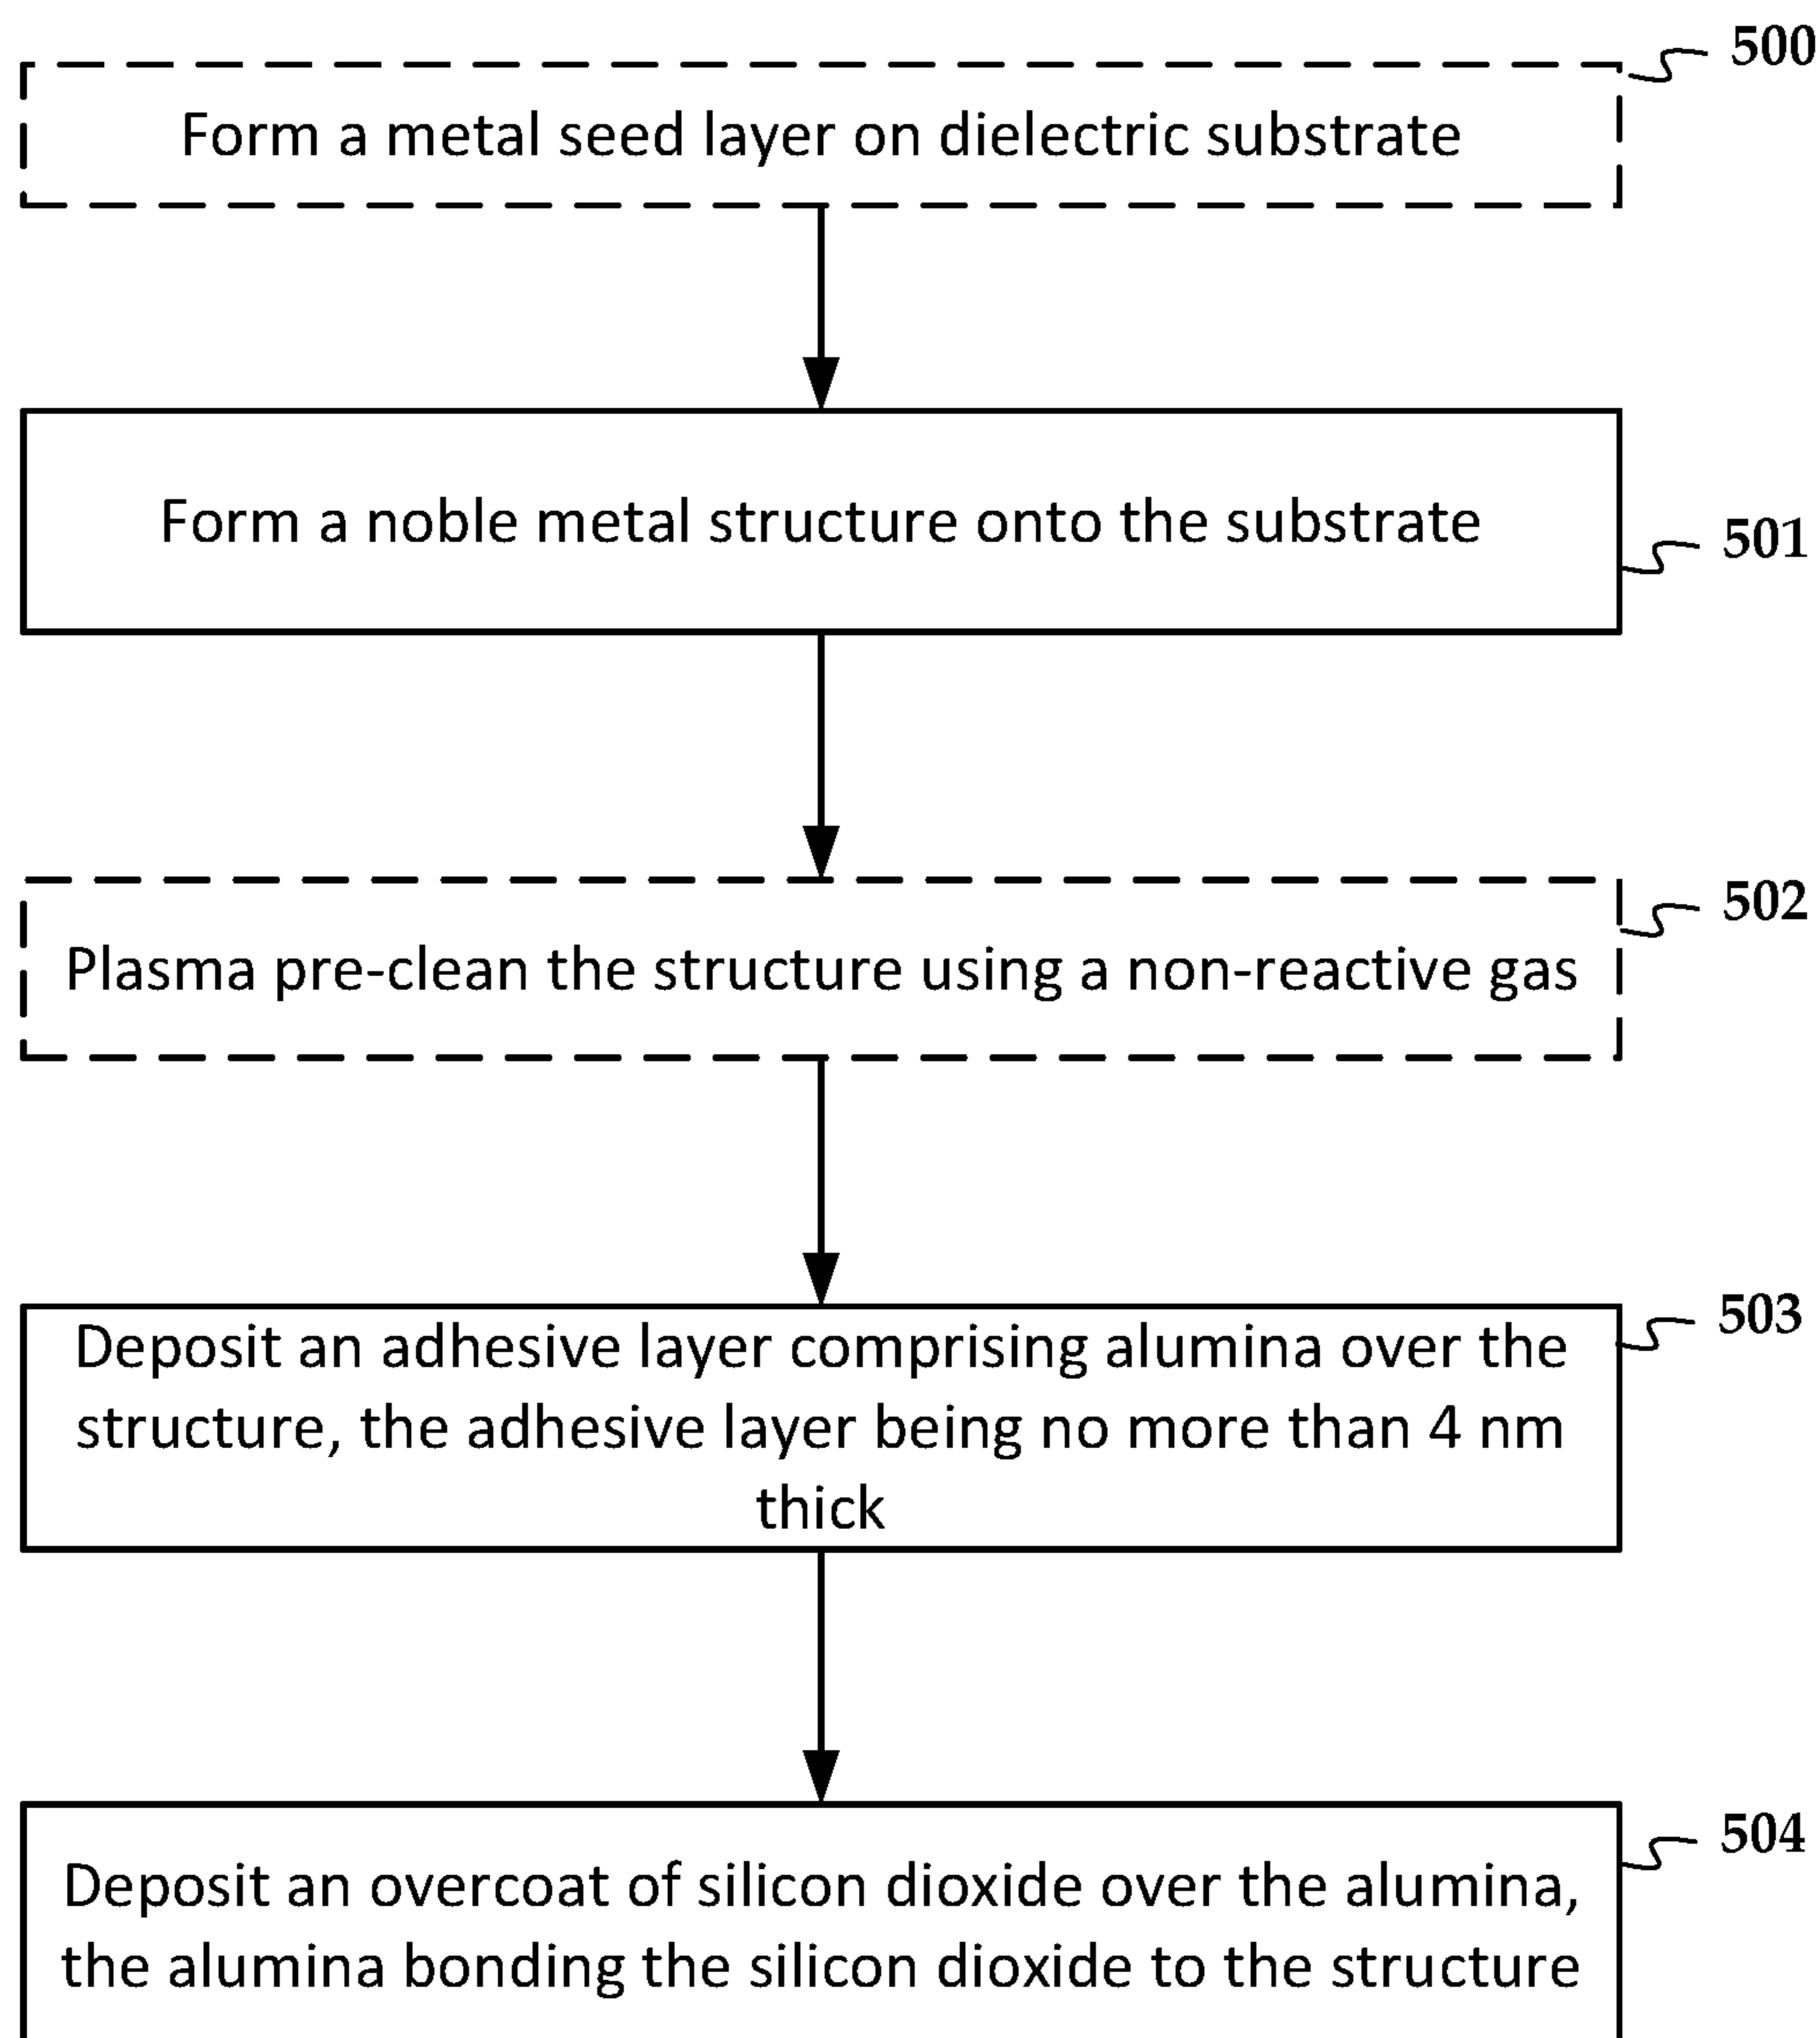 500
Form a metal seed layer on dielectric substrate
Form a noble metal structure onto the substrate
501
502
Plasma pre-clean the structure using a non-reactive gas
503
Deposit an adhesive layer comprising alumina over the
structure, the adhesive layer being no more than 4 nm
thick
504
Deposit an overcoat of silicon dioxide over the alumina,
the alumina bonding the silicon dioxide to the structure